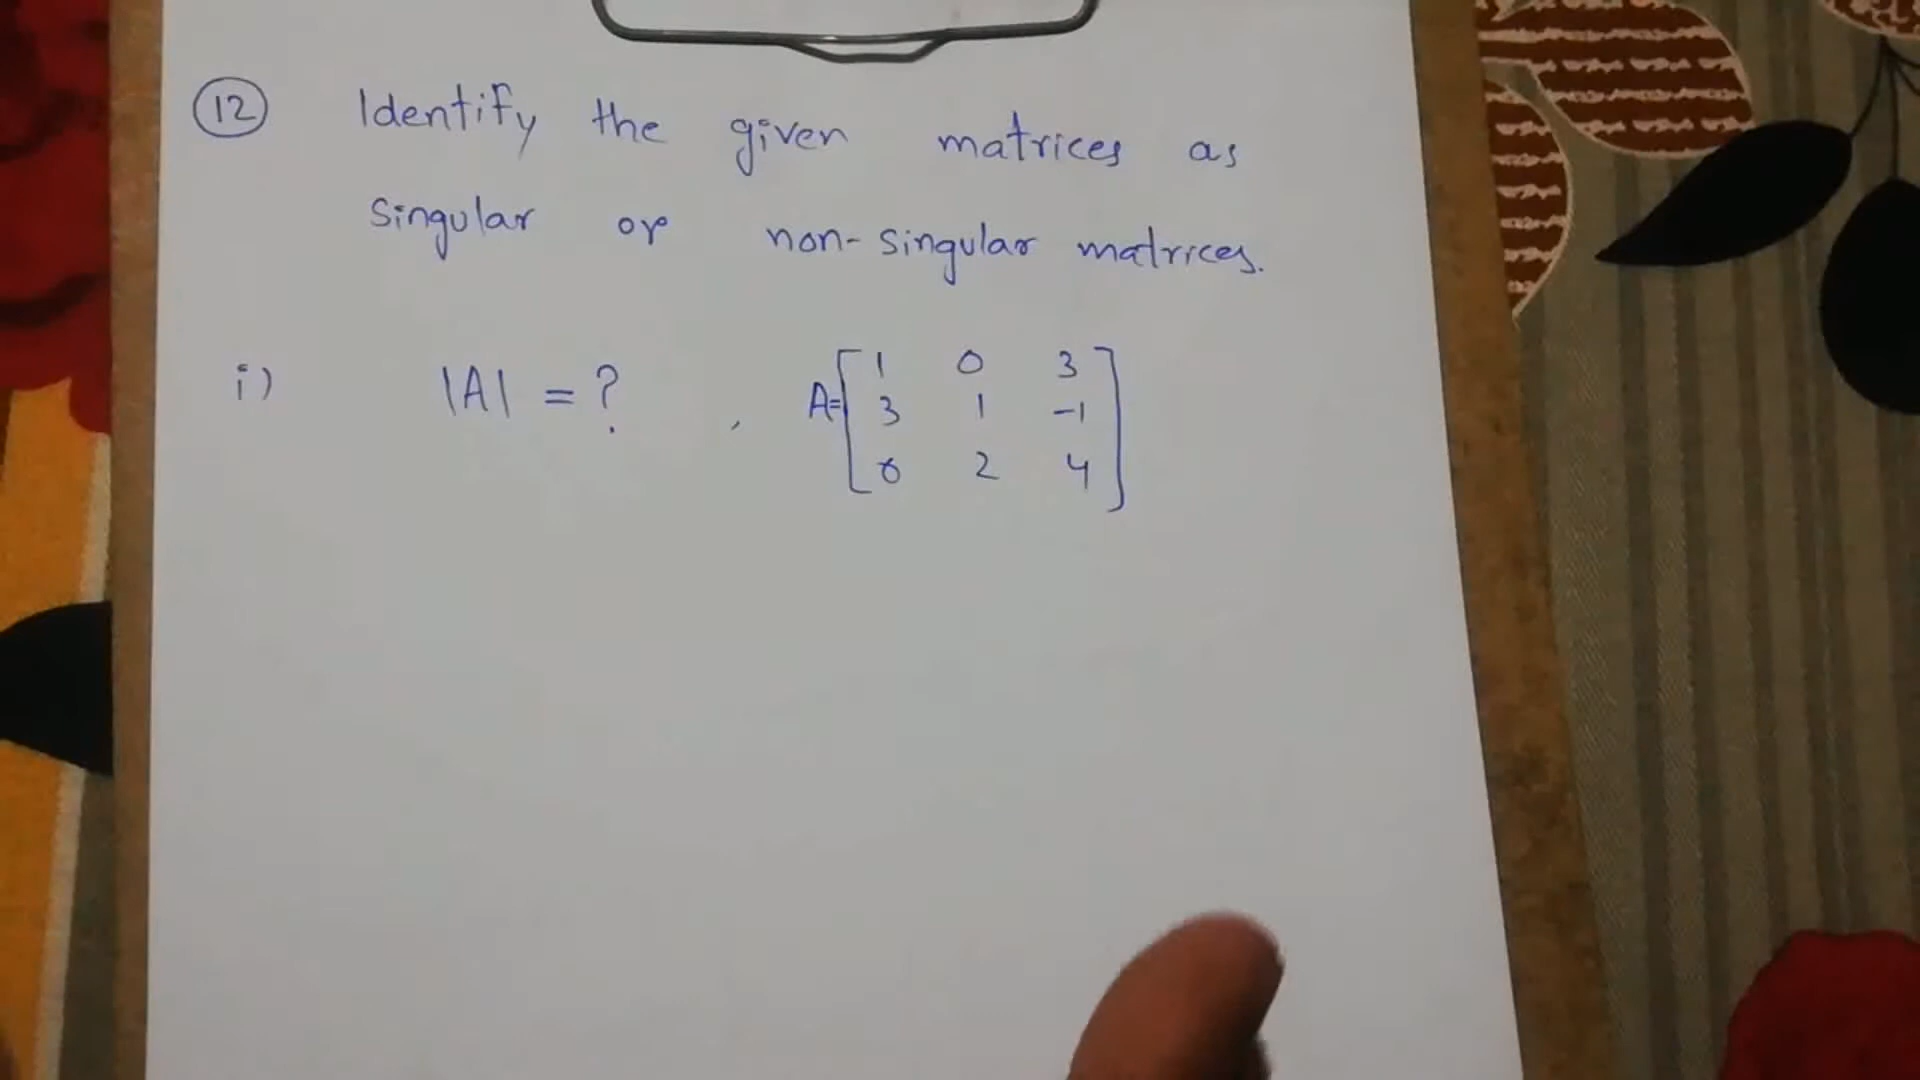 12 Identify the given matrices as
singular or non-singular matrices.
i) |A| = ? , A= [ 1 0 3
3 1 -1
0 2 4 ]